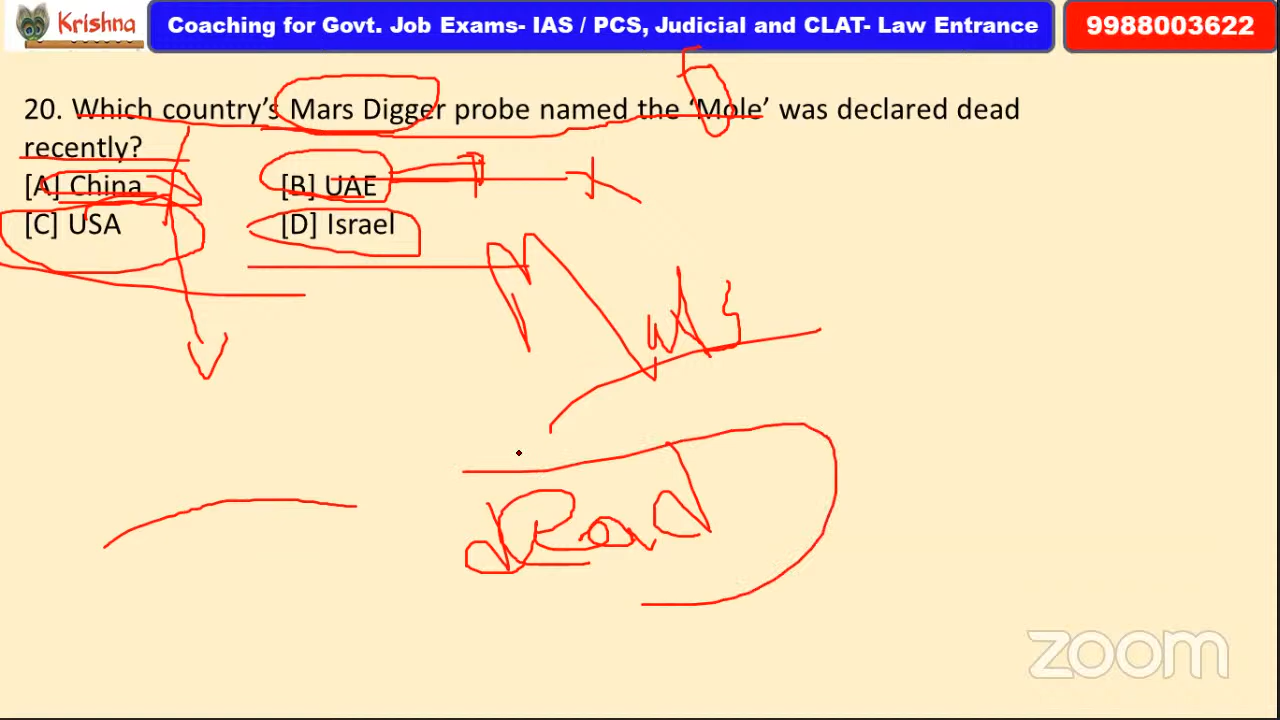 Krishna
Coaching for Govt. Job Exams- IAS / PCS, Judicial and CLAT- Law Entrance
9988003622
20. Which country's Mars Digger probe named the ‘Mole’ was declared dead
recently?
[A] China [B] UAE
[C] USA [D] Israel
Mars
dead
zoom